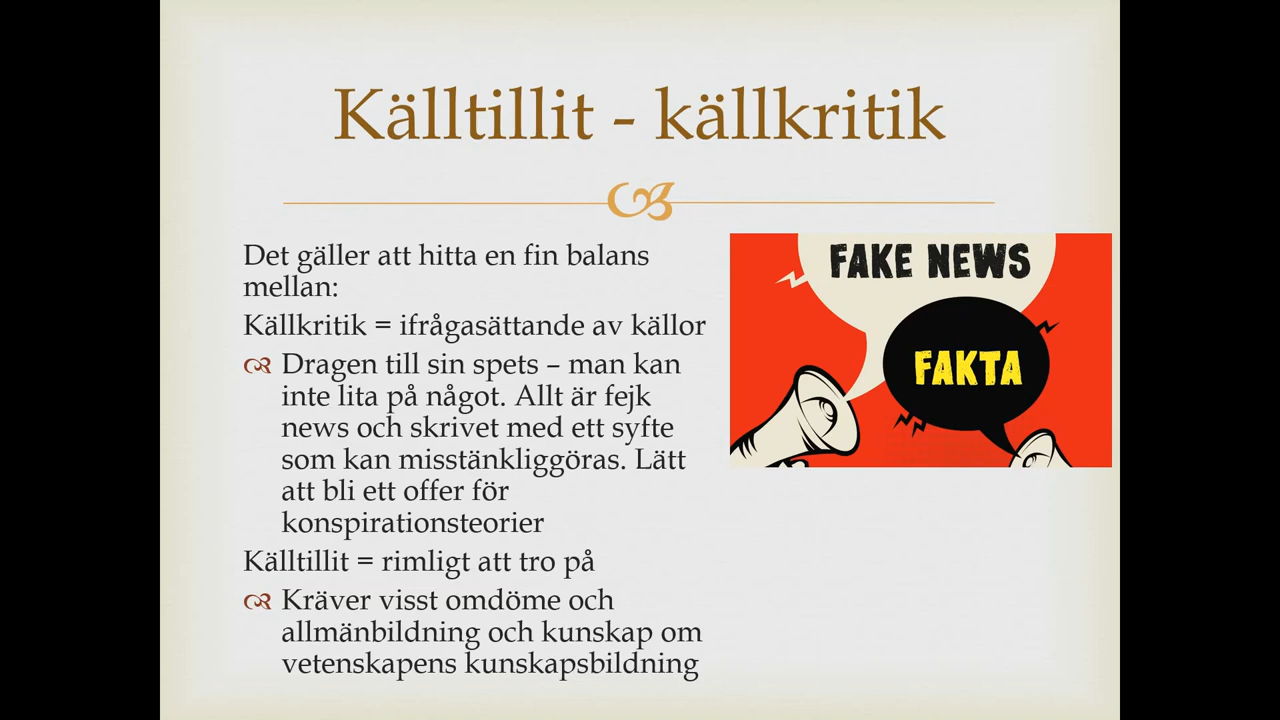 Källtillit - källkritik
Det gäller att hitta en fin balans
mellan:
Källkritik = ifrågasättande av källor
Dragen till sin spets – man kan
inte lita på något. Allt är fejk
news och skrivet med ett syfte
som kan misstänkliggöras. Lätt
att bli ett offer för
konspirationsteorier
Källtillit = rimligt att tro på
Kräver visst omdöme och
allmänbildning och kunskap om
vetenskapens kunskapsbildning
FAKE NEWS
FAKTA